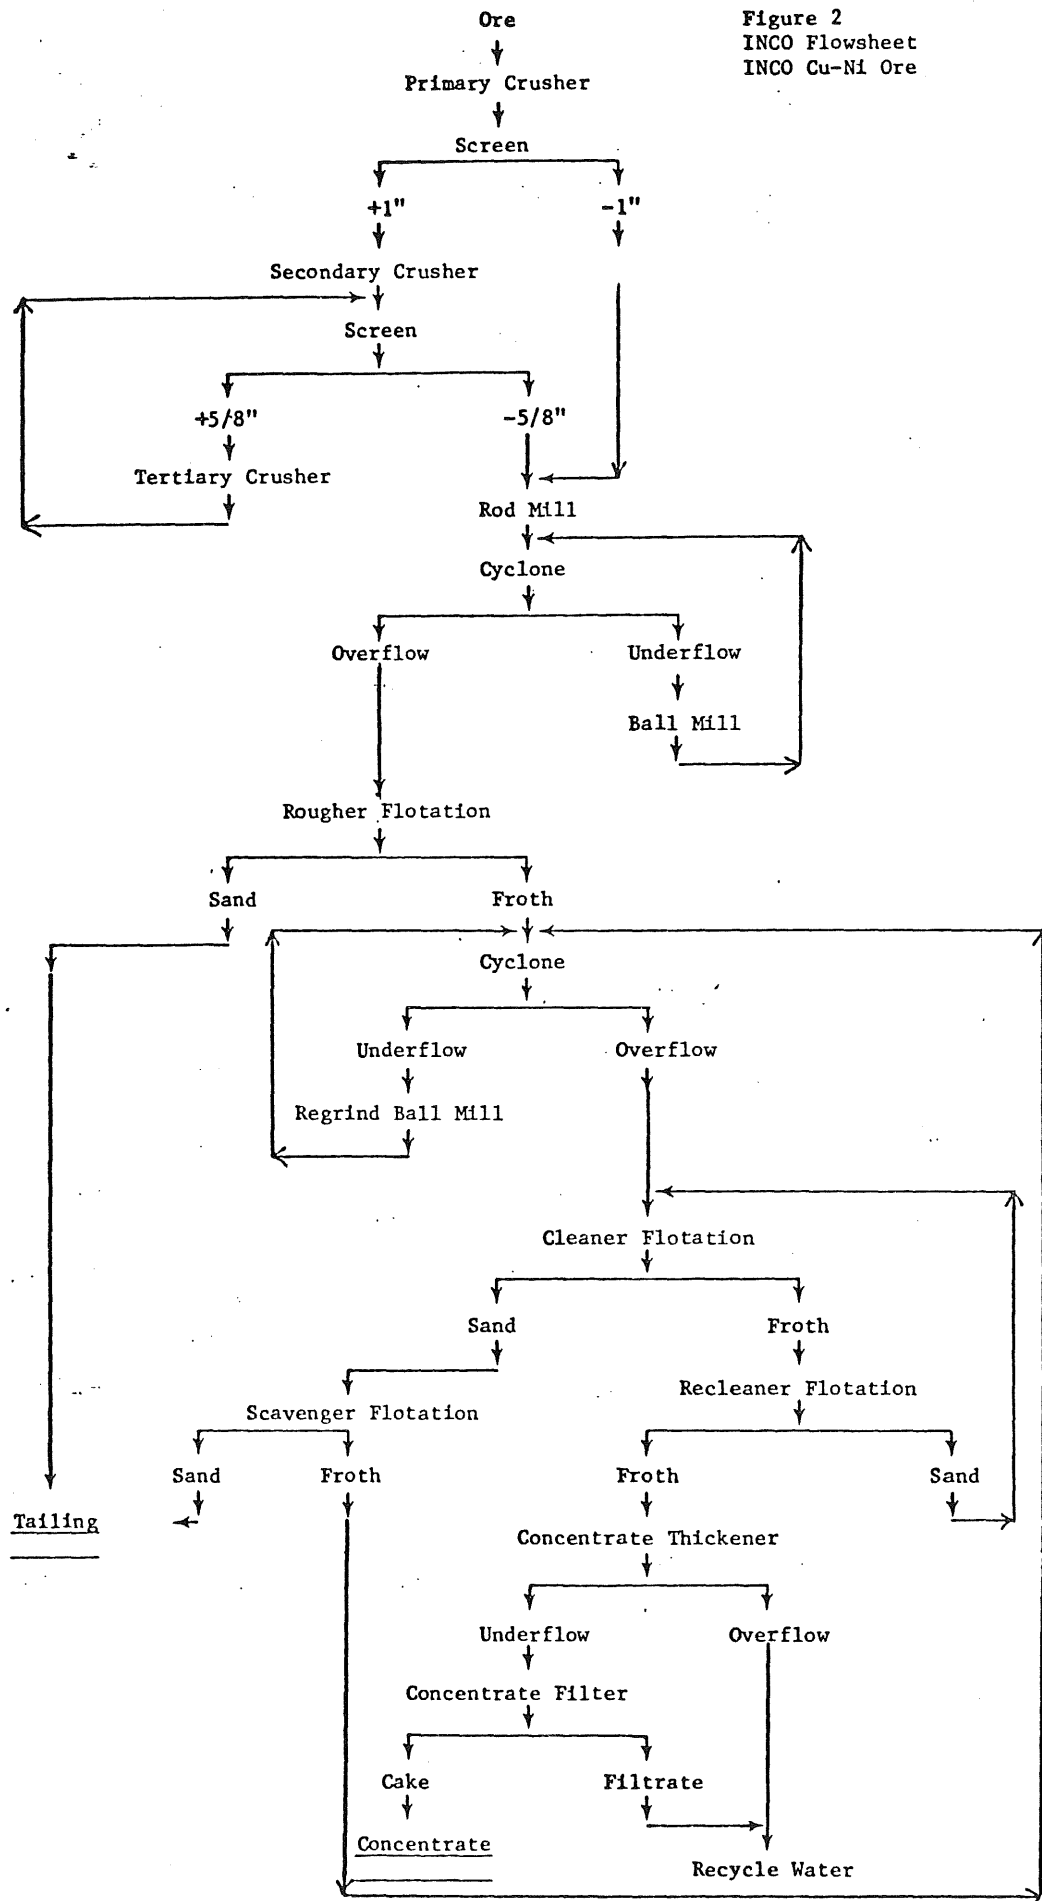 Ore
Figure 2
INCO Flowsheet
INCO Cu-Ni Ore
Primary Crusher
Screen
+1"
-1"
Secondary Crusher
Screen
+5/8"
-5/8"
Tertiary Crusher
Rod Mill
Cyclone
Overflow
Underflow
Ball Mill
Rougher Flotation
Sand
Froth
Cyclone
Underflow
Overflow
Regrind Ball Mill
Cleaner Flotation
Sand
Froth
Recleaner Flotation
Scavenger Flotation
Sand
Froth
Froth
Sand
Tailing
Concentrate Thickener
Underflow
Overflow
Concentrate Filter
Cake
Filtrate
Concentrate
Recycle Water